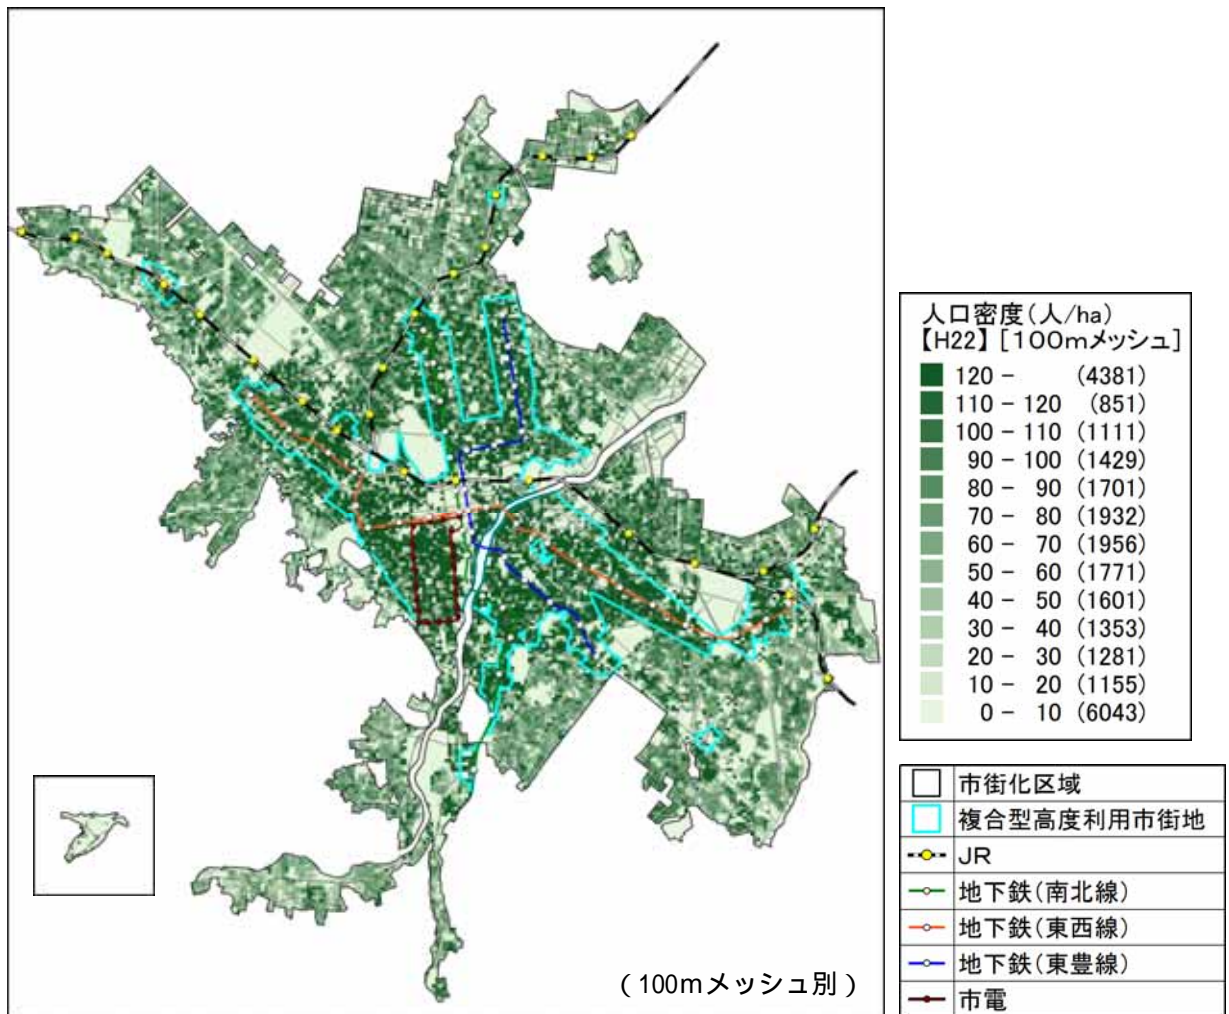 人口密度(人/ha)
【H22】[100mメッシュ]
120 - (4381)
110 - 120 (851)
100 - 110 (1111)
90 - 100 (1429)
80 - 90 (1701)
70 - 80 (1932)
60 - 70 (1956)
50 - 60 (1771)
40 - 50 (1601)
30 - 40 (1353)
20 - 30 (1281)
10 - 20 (1155)
0 - 10 (6043)
市街化区域
複合型高度利用市街地
JR
地下鉄(南北線)
地下鉄(東西線)
地下鉄(東豊線)
市電
(100mメッシュ別)